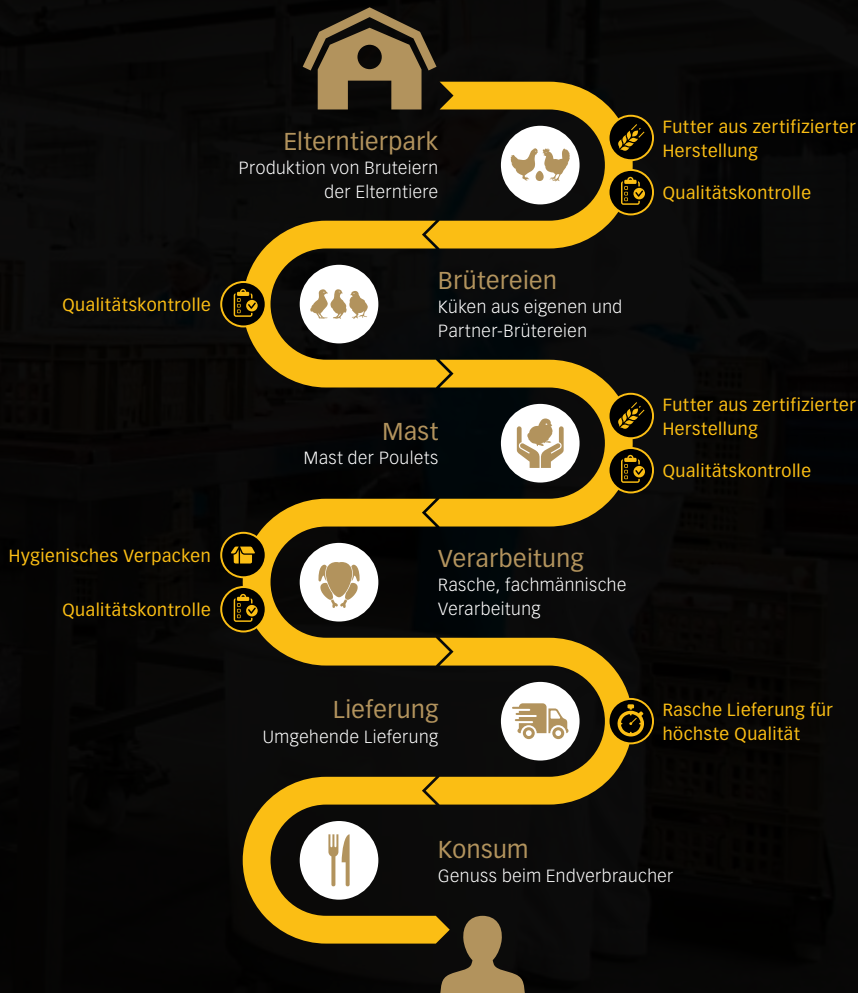 Elterntierpark
Produktion von Bruteiern
der Elterntiere
Futter aus zertifizierter
Herstellung
Qualitätskontrolle
Qualitätskontrolle
Brütereien
Küken aus eigenen und
Partner-Brütereien
Mast
Mast der Poulets
Futter aus zertifizierter
Herstellung
Qualitätskontrolle
Hygienisches Verpacken
Qualitätskontrolle
Verarbeitung
Rasche, fachmännische
Verarbeitung
Lieferung
Umgehende Lieferung
Rasche Lieferung für
höchste Qualität
Konsum
Genuss beim Endverbraucher